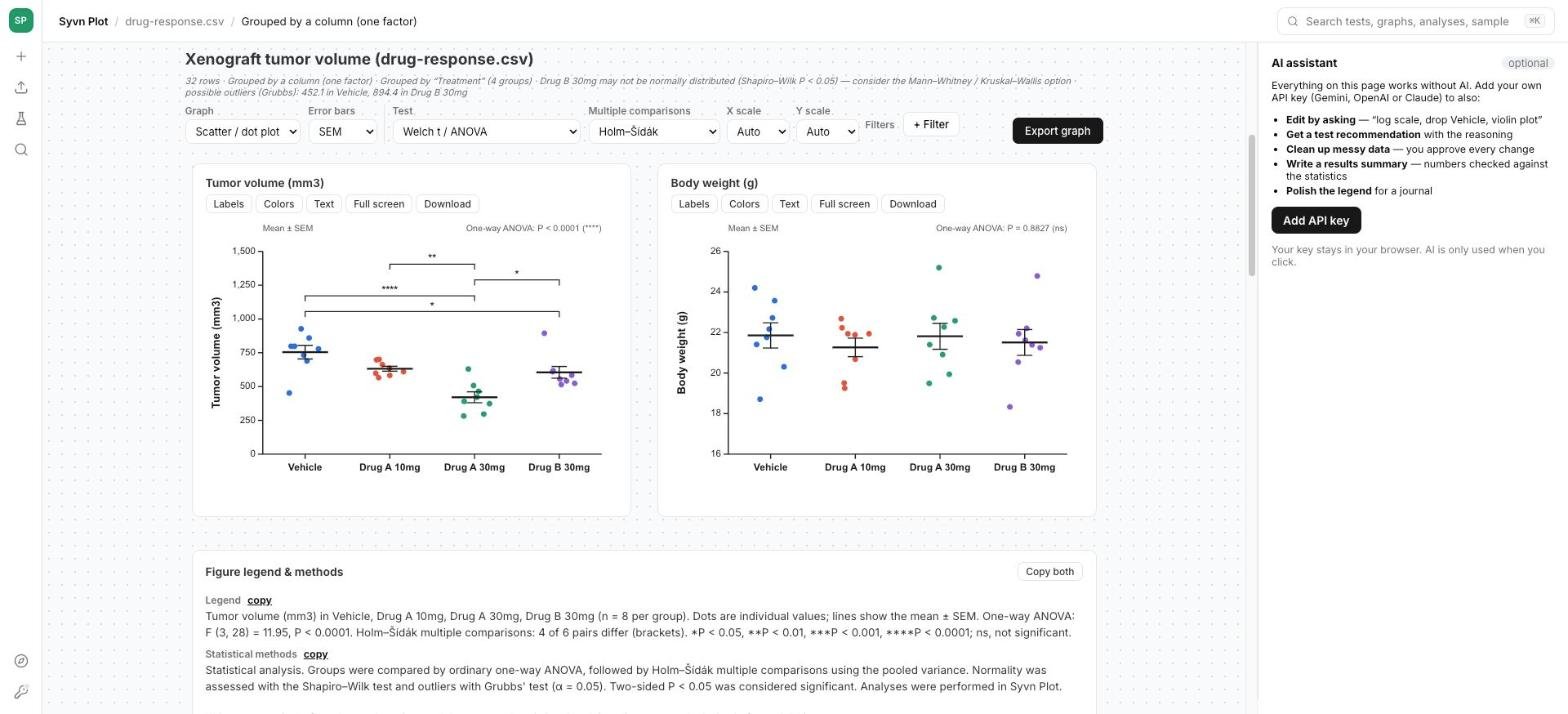 SP
Syvn Plot / drug-response.csv / Grouped by a column (one factor)
Search tests, graphs, analyses, sample
⌘K
Xenograft tumor volume (drug-response.csv)
32 rows · Grouped by a column (one factor) · Grouped by “Treatment” (4 groups) · Drug B 30mg may not be normally distributed (Shapiro–Wilk P < 0.05) — consider the Mann–Whitney / Kruskal–Wallis option ·
possible outliers (Grubbs): 452.1 in Vehicle, 894.4 in Drug B 30mg
Graph Error bars Test Multiple comparisons X scale Y scale
Scatter / dot plot SEM Welch t / ANOVA Holm–Šídák Auto Auto Filters + Filter
Export graph
Tumor volume (mm3)
Labels Colors Text Full screen Download
Mean ± SEM One-way ANOVA: P < 0.0001 (****)
1,500
1,250
1,000
750
500
250
0
Tumor volume (mm3)
**
*
****
*
Vehicle Drug A 10mg Drug A 30mg Drug B 30mg
Body weight (g)
Labels Colors Text Full screen Download
Mean ± SEM One-way ANOVA: P = 0.8827 (ns)
26
24
22
20
18
16
Body weight (g)
Vehicle Drug A 10mg Drug A 30mg Drug B 30mg
Figure legend & methods
Copy both
Legend copy
Tumor volume (mm3) in Vehicle, Drug A 10mg, Drug A 30mg, Drug B 30mg (n = 8 per group). Dots are individual values; lines show the mean ± SEM. One-way ANOVA:
F (3, 28) = 11.95, P < 0.0001. Holm–Šídák multiple comparisons: 4 of 6 pairs differ (brackets). *P < 0.05, **P < 0.01, ***P < 0.001, ****P < 0.0001; ns, not significant.
Statistical methods copy
Statistical analysis. Groups were compared by ordinary one-way ANOVA, followed by Holm–Šídák multiple comparisons using the pooled variance. Normality was
assessed with the Shapiro–Wilk test and outliers with Grubbs' test (α = 0.05). Two-sided P < 0.05 was considered significant. Analyses were performed in Syvn Plot.
AI assistant
optional
Everything on this page works without AI. Add your own
API key (Gemini, OpenAI or Claude) to also:
• Edit by asking — “log scale, drop Vehicle, violin plot”
• Get a test recommendation with the reasoning
• Clean up messy data — you approve every change
• Write a results summary — numbers checked against
the statistics
• Polish the legend for a journal
Add API key
Your key stays in your browser. AI is only used when you
click.